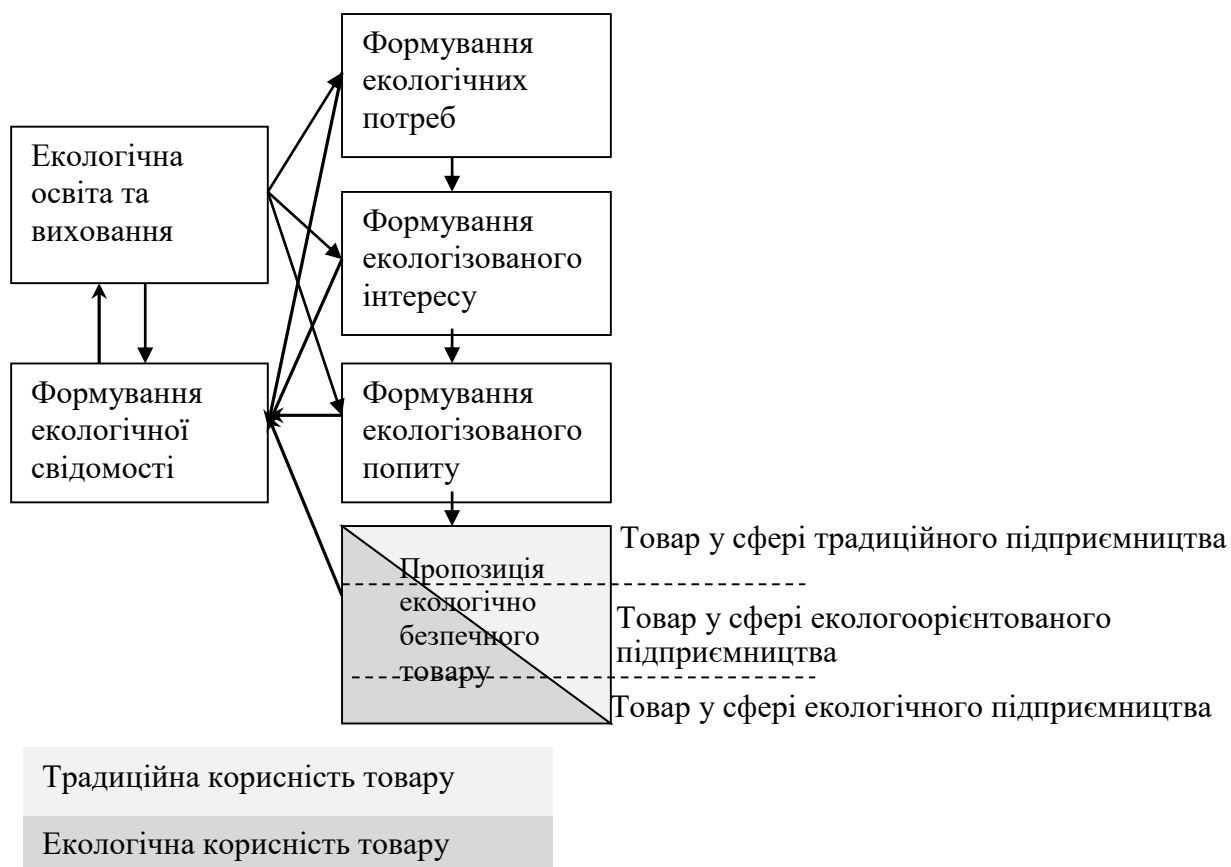 Формування
екологічних
потреб
Екологічна
освіта та
виховання
Формування
екологізованого
інтересу
Формування
екологічної
свідомості
Формування
екологізованого
попиту
Пропозиція
екологічно
безпечного
товару
Товар у сфері традиційного підприємництва
Товар у сфері екологоорієнтованого
підприємництва
Товар у сфері екологічного підприємництва
Традиційна корисність товару
Екологічна корисність товару